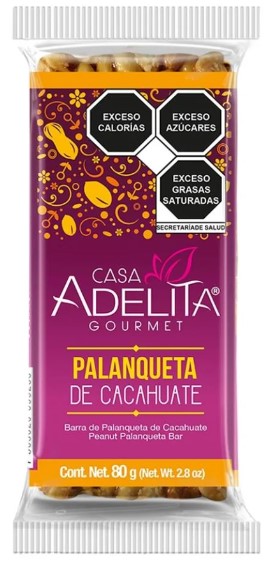 EXCESO
CALORÍAS
EXCESO
AZÚCARES
EXCESO
GRASAS
SATURADAS
SECRETARÍA DE SALUD
CASA
ADELITA®
GOURMET
PALANQUETA
DE CACAHUATE
Barra de Palanqueta de Cacahuate
Peanut Palanqueta Bar
Cont. Net. 80 g (Net. Wt. 2.8 oz)